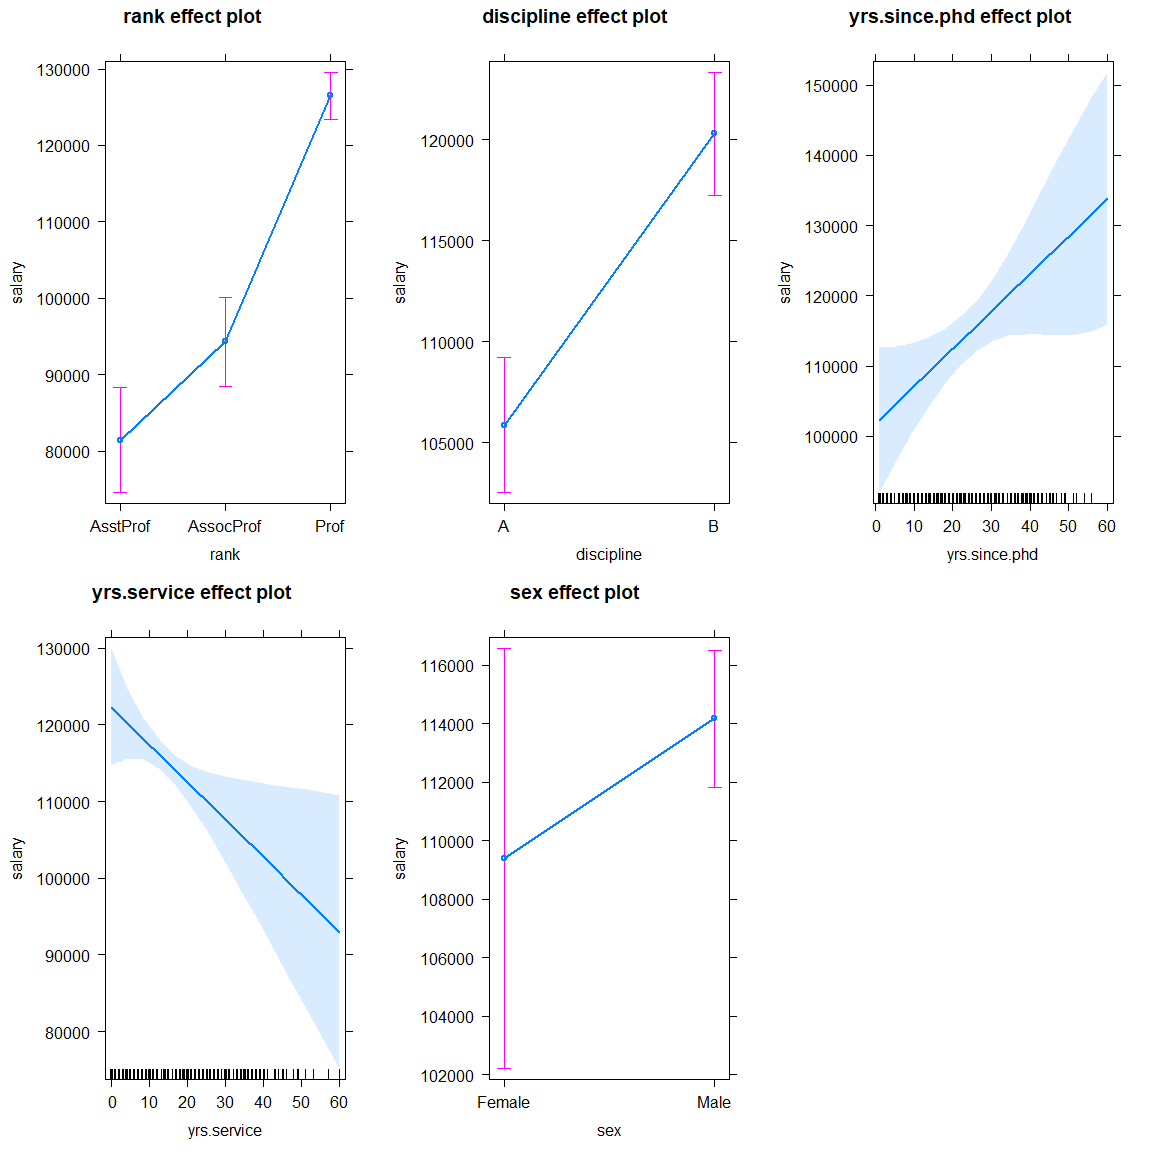 rank effect plot
130000
120000
110000
100000
90000
80000
salary
AsstProf AssocProf Prof
rank
discipline effect plot
120000
115000
110000
105000
salary
A B
discipline
yrs.since.phd effect plot
150000
140000
130000
120000
110000
100000
salary
0 10 20 30 40 50 60
yrs.since.phd
yrs.service effect plot
130000
120000
110000
100000
90000
80000
salary
0 10 20 30 40 50 60
yrs.service
sex effect plot
116000
114000
112000
110000
108000
106000
104000
102000
salary
Female Male
sex